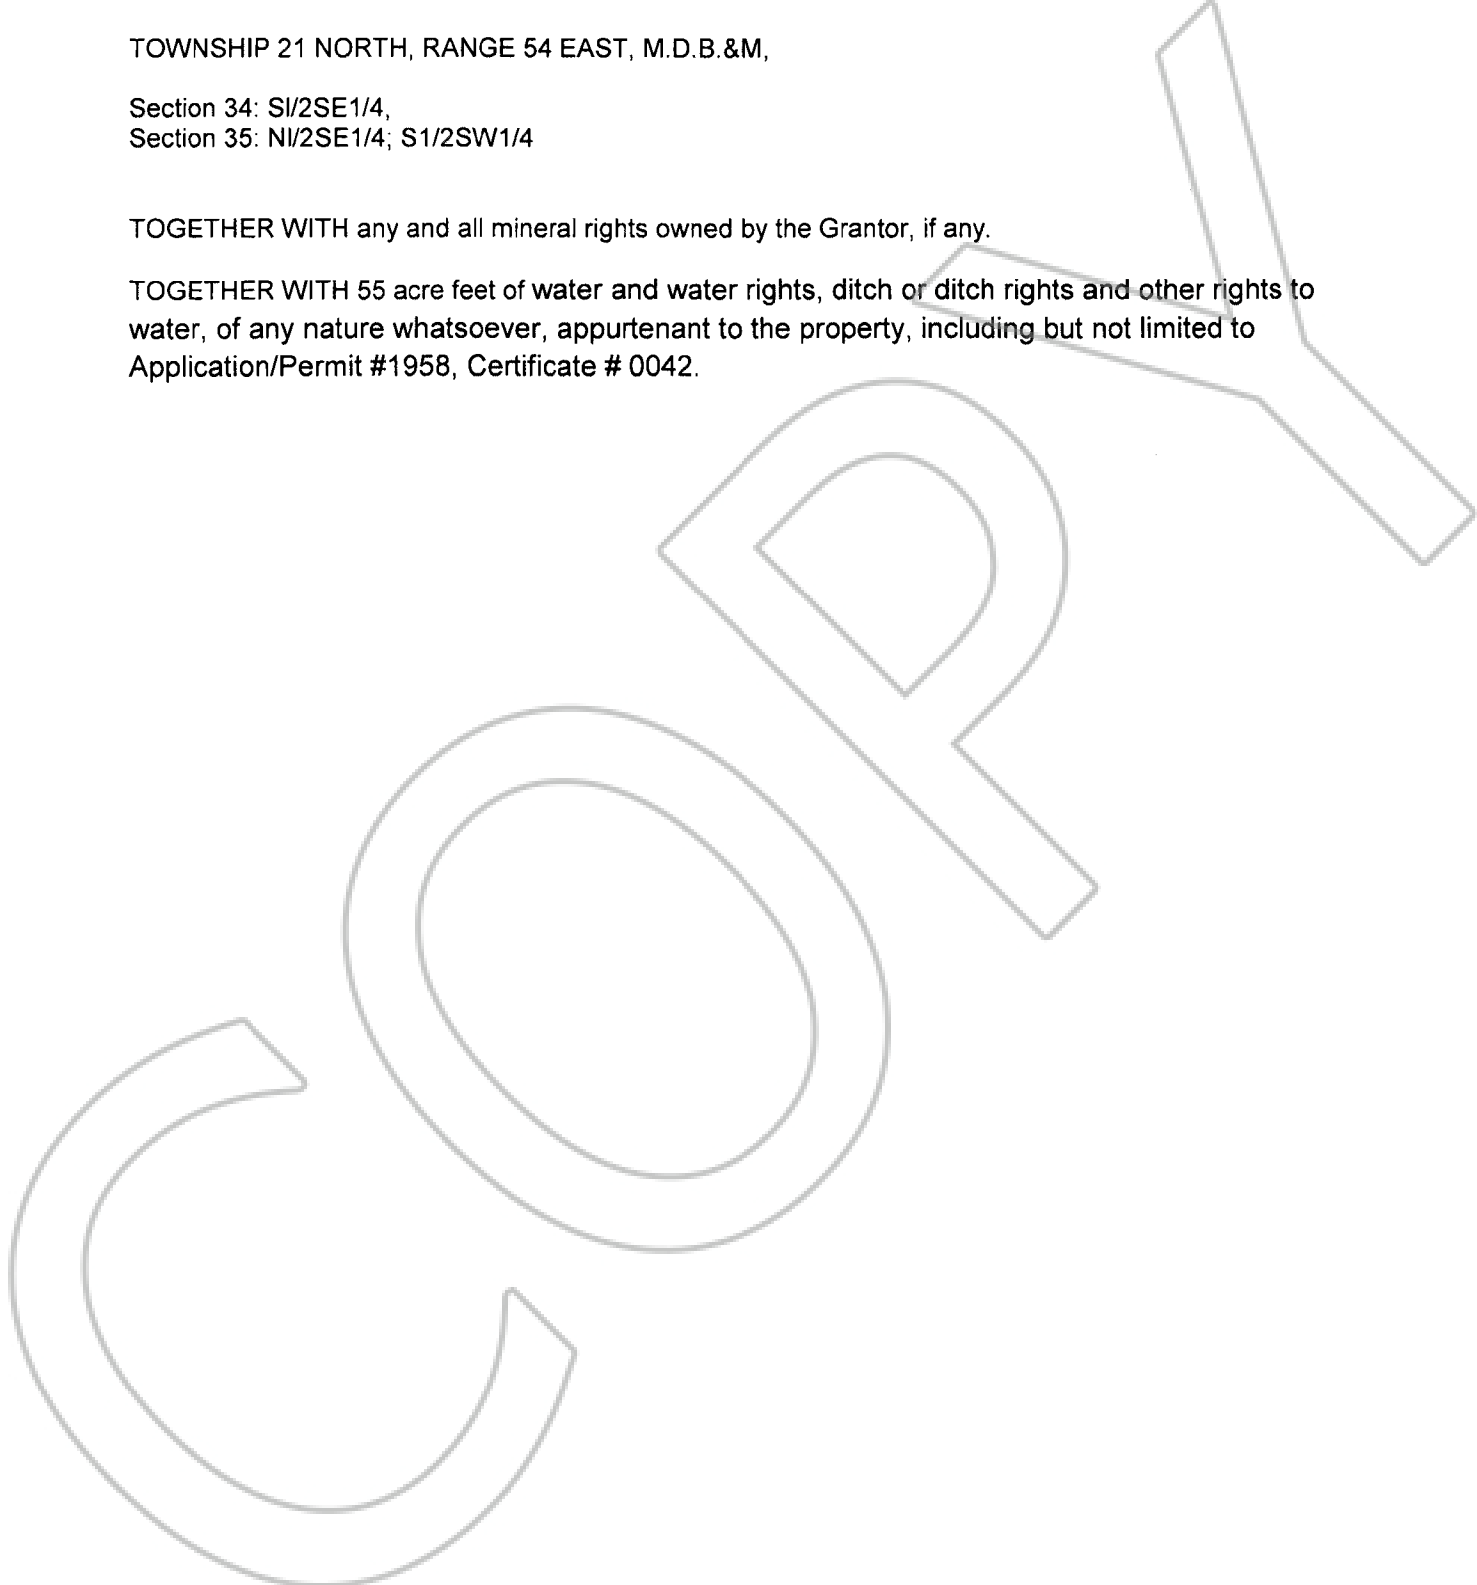 TOWNSHIP 21 NORTH, RANGE 54 EAST, M.D.B.&M,
Section 34: SI/2SE1/4,
Section 35: NI/2SE1/4; S1/2SW1/4
TOGETHER WITH any and all mineral rights owned by the Grantor, if any.
TOGETHER WITH 55 acre feet of water and water rights, ditch or ditch rights and other rights to
water, of any nature whatsoever, appurtenant to the property, including but not limited to
Application/Permit #1958, Certificate # 0042.
COPY